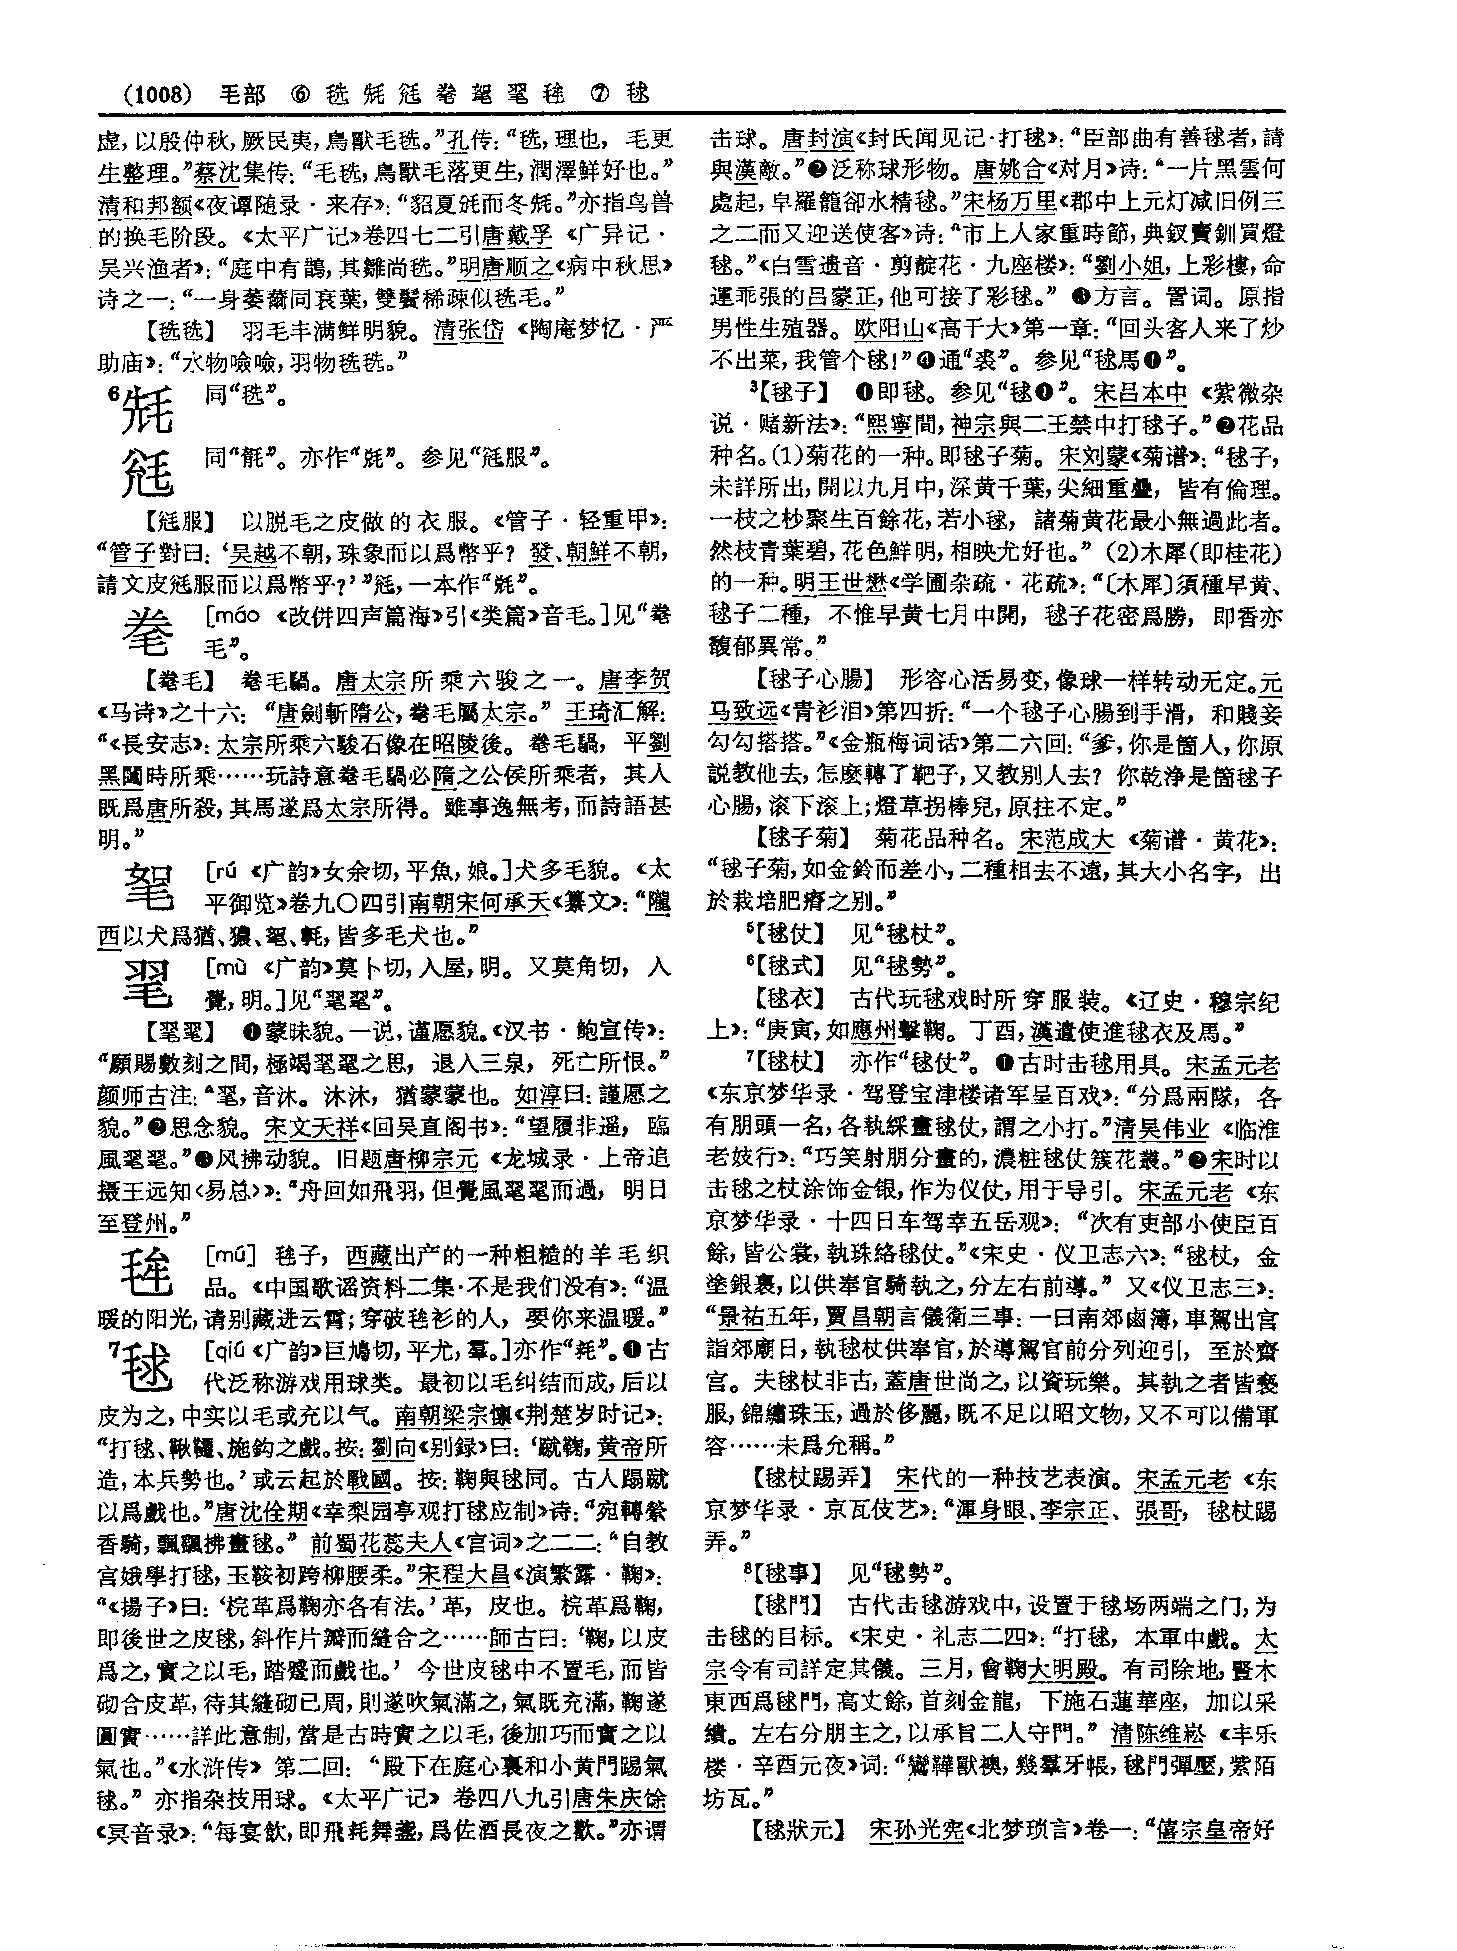 (1008) 毛部 ⑥ 毨 毪 毧 ⑦ 毬
虚,以殷仲秋,厥民夷,鳥獸毛毨。”孔传:“毨,理也,毛更
生整理。”蔡沈集传:“毛毨,鳥獸毛落更生,潤澤鮮好也。”
清和邦额《夜谭随录·来存》:“貂夏毨而冬毨。”亦指鸟兽
的换毛阶段。《太平广记》卷四七二引唐戴孚《广异记·
吴兴渔者》:“庭中有鵲,其雛尚毨。”明唐顺之《病中秋思》
诗之一:“一身萎薾同衰葉,雙鬢稀疎似毨毛。”
【毨毨】 羽毛丰满鲜明貌。清张岱《陶庵梦忆·严
助庙》:“水物噞噞,羽物毨毨。”
6 同“毨”。
同“毻”。亦作“毤”。参见“毤服”。
【毤服】 以脱毛之皮做的衣服。《管子·轻重甲》:
“管子對曰:‘吴越不朝,珠象而以爲幣乎?發、朝鮮不朝,
請文皮毤服而以爲幣乎?’”毤,一本作“毻”。
[máo 《改併四声篇海》引《类篇》音毛。]见“㲠
毛”。
【㲠毛】 㲠毛騧。唐太宗所乘六骏之一。唐李贺
《马诗》之十六:“唐劍斬隋公,㲠毛屬太宗。”王琦汇解:
“《長安志》:太宗所乘六駿石像在昭陵後。㲠毛騧,平劉
黑闥時所乘……玩詩意㲠毛騧必隋之公侯所乘者,其人
既爲唐所殺,其馬遂爲太宗所得。雖事逸無考,而詩語甚
明。”
毠 [rú 《广韵》女余切,平魚,娘。]犬多毛貌。《太
平御览》卷九〇四引南朝宋何承天《纂文》:“隴
西以犬爲猶、獹、㲣、㲦,皆多毛犬也。”
毣 [mù 《广韵》莫卜切,入屋,明。又莫角切,入
覺,明。]见“毣毣”。
【毣毣】 ❶蒙昧貌。一说,谨愿貌。《汉书·鲍宣传》:
“願賜數刻之間,極竭毣毣之思,退入三泉,死亡所恨。”
颜师古注:“毣,音沐。沐沐,猶蒙蒙也。如淳曰:謹愿之
貌。”❷思念貌。宋文天祥《回吴直阁书》:“望履非遥,臨
風毣毣。”❸风拂动貌。旧题唐柳宗元《龙城录·上帝追
摄王远知〈易总〉》:“舟回如飛羽,但覺風毣毣而過,明日
至登州。”
毪 [mú] 毪子,西藏出产的一种粗糙的羊毛织
品。《中国歌谣资料二集·不是我们没有》:“温
暖的阳光,请别藏进云霄;穿破毪衫的人,要你来温暖。”
7毬 [qiú《广韵》巨鳩切,平尤,羣。]亦作“毧”。❶古
代泛称游戏用球类。最初以毛纠结而成,后以
皮为之,中实以毛或充以气。南朝梁宗懔《荆楚岁时记》:
“打毬、鞦韆、施鈎之戲。按:劉向《别録》曰:‘蹴鞠,黄帝所
造,本兵勢也。’或云起於戰國。按:鞠與毬同。古人蹋蹴
以爲戲也。”唐沈佺期《幸梨园亭观打毬应制》诗:“宛轉縈
香騎,飄颻拂畫毬。”前蜀花蕊夫人《宫词》之二二:“自教
宫娥學打毬,玉鞍初跨柳腰柔。”宋程大昌《演繁露·鞠》:
“《揚子》曰:‘梡革爲鞠亦各有法。’革,皮也。梡革爲鞠,
即後世之皮毬,斜作片瓣而縫合之……師古曰:‘鞠,以皮
爲之,實之以毛,踏蹙而戲也。’今世皮毬中不置毛,而皆
砌合皮革,待其縫砌已周,則遂吹氣滿之,氣既充滿,鞠遂
圓實……詳此意制,當是古時實之以毛,後加巧而實之以
氣也。”《水浒传》第二回:“殿下在庭心裏和小黄門踢氣
毬。”亦指杂技用球。《太平广记》卷四八九引唐朱庆馀
《冥音录》:“每宴飲,即飛毬舞盞,爲佐酒長夜之歡。”亦谓
击球。唐封演《封氏闻见记·打毬》:“臣部曲有善毬者,請
與漢敵。”❷泛称球形物。唐姚合《对月》诗:“一片黑雲何
處起,皁羅籠卻水精毬。”宋杨万里《郡中上元灯减旧例三
之二而又迎送使客》诗:“市上人家重時節,典釵賣釧買燈
毬。”《白雪遗音·剪靛花·九座楼》:“劉小姐,上彩樓,命
運乖張的吕蒙正,他可接了彩毬。”❸方言。詈词。原指
男性生殖器。欧阳山《高干大》第一章:“回头客人来了炒
不出菜,我管个毬!”❹通“裘”。参见“毬馬❶”。
3【毬子】 ❶即毬。参见“毬❶”。宋吕本中《紫微杂
说·赌新法》:“熙寧間,神宗與二王禁中打毬子。”❷花品
种名。(1)菊花的一种。即毬子菊。宋刘蒙《菊谱》:“毬子,
未詳所出,開以九月中,深黄千葉,尖細重疊,皆有倫理。
一枝之杪聚生百餘花,若小毬,諸菊黄花最小無過此者。
然枝青葉碧,花色鮮明,相映尤好也。”(2)木犀(即桂花)
的一种。明王世懋《学圃杂疏·花疏》:“〔木犀〕須種早黄、
毬子二種,不惟早黄七月中開,毬子花密爲勝,即香亦
馥郁異常。”
【毬子心腸】 形容心活易变,像球一样转动无定。元
马致远《青衫泪》第四折:“一个毬子心腸到手滑,和賤妾
勾勾搭搭。”《金瓶梅词话》第二六回:“爹,你是箇人,你原
説教他去,怎麽轉了靶子,又教别人去?你乾浄是箇毬子
心腸,滚下滚上;燈草拐棒兒,原拄不定。”
【毬子菊】 菊花品种名。宋范成大《菊谱·黄花》:
“毬子菊,如金鈴而差小,二種相去不遠,其大小名字,出
於栽培肥瘠之别。”
5【毬仗】 见“毬杖”。
6【毬式】 见“毬勢”。
【毬衣】 古代玩毬戏时所穿服装。《辽史·穆宗纪
上》:“庚寅,如應州擊鞠。丁酉,漢遣使進毬衣及馬。”
7【毬杖】 亦作“毬仗”。❶古时击毬用具。宋孟元老
《东京梦华录·驾登宝津楼诸军呈百戏》:“分爲兩隊,各
有朋頭一名,各執綵畫毬仗,謂之小打。”清吴伟业《临淮
老妓行》:“巧笑射朋分畫的,濃粧毬仗簇花叢。”❷宋时以
击毬之杖涂饰金银,作为仪仗,用于导引。宋孟元老《东
京梦华录·十四日车驾幸五岳观》:“次有吏部小使臣百
餘,皆公裳,執珠絡毬仗。”《宋史·仪卫志六》:“毬杖,金
塗銀裹,以供奉官騎執之,分左右前導。”又《仪卫志三》:
“景祐五年,賈昌朝言儀衛三事:一曰南郊鹵簿,車駕出宫
詣郊廟日,執毬杖供奉官,於導駕官前分列迎引,至於齋
宫。夫毬杖非古,蓋唐世尚之,以資玩樂。其執之者皆褻
服,錦繡珠玉,過於侈麗,既不足以昭文物,又不可以備軍
容……未爲允稱。”
【毬杖踢弄】 宋代的一种技艺表演。宋孟元老《东
京梦华录·京瓦伎艺》:“渾身眼、李宗正、張哥,毬杖踢
弄。”
8【毬事】 见“毬勢”。
【毬門】 古代击毬游戏中,设置于毬场两端之门,为
击毬的目标。《宋史·礼志二四》:“打毬,本軍中戲。太
宗令有司詳定其儀。三月,會鞠大明殿。有司除地,豎木
東西爲毬門,高丈餘,首刻金龍,下施石蓮華座,加以采
繢。左右分朋主之,以承旨二人守門。”清陈维崧《丰乐
楼·辛酉元夜》词:“鸞韡獸襖,幾羣牙帳,毬門彈壓,紫陌
坊瓦。”
【毬狀元】 宋孙光宪《北梦琐言》卷一:“僖宗皇帝好